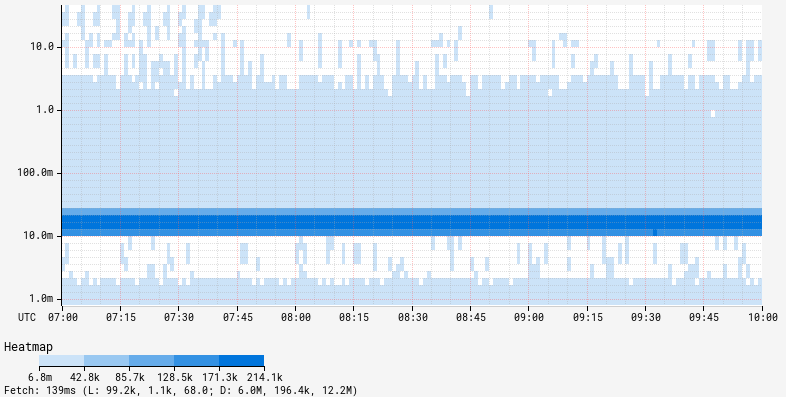 10.0
1.0
100.0m
10.0m
1.0m
UTC 07:00 07:15 07:30 07:45 08:00 08:15 08:30 08:45 09:00 09:15 09:30 09:45 10:00
Heatmap
6.8m 42.8k 85.7k 128.5k 171.3k 214.1k
Fetch: 139ms (L: 99.2k, 1.1k, 68.0; D: 6.0M, 196.4k, 12.2M)